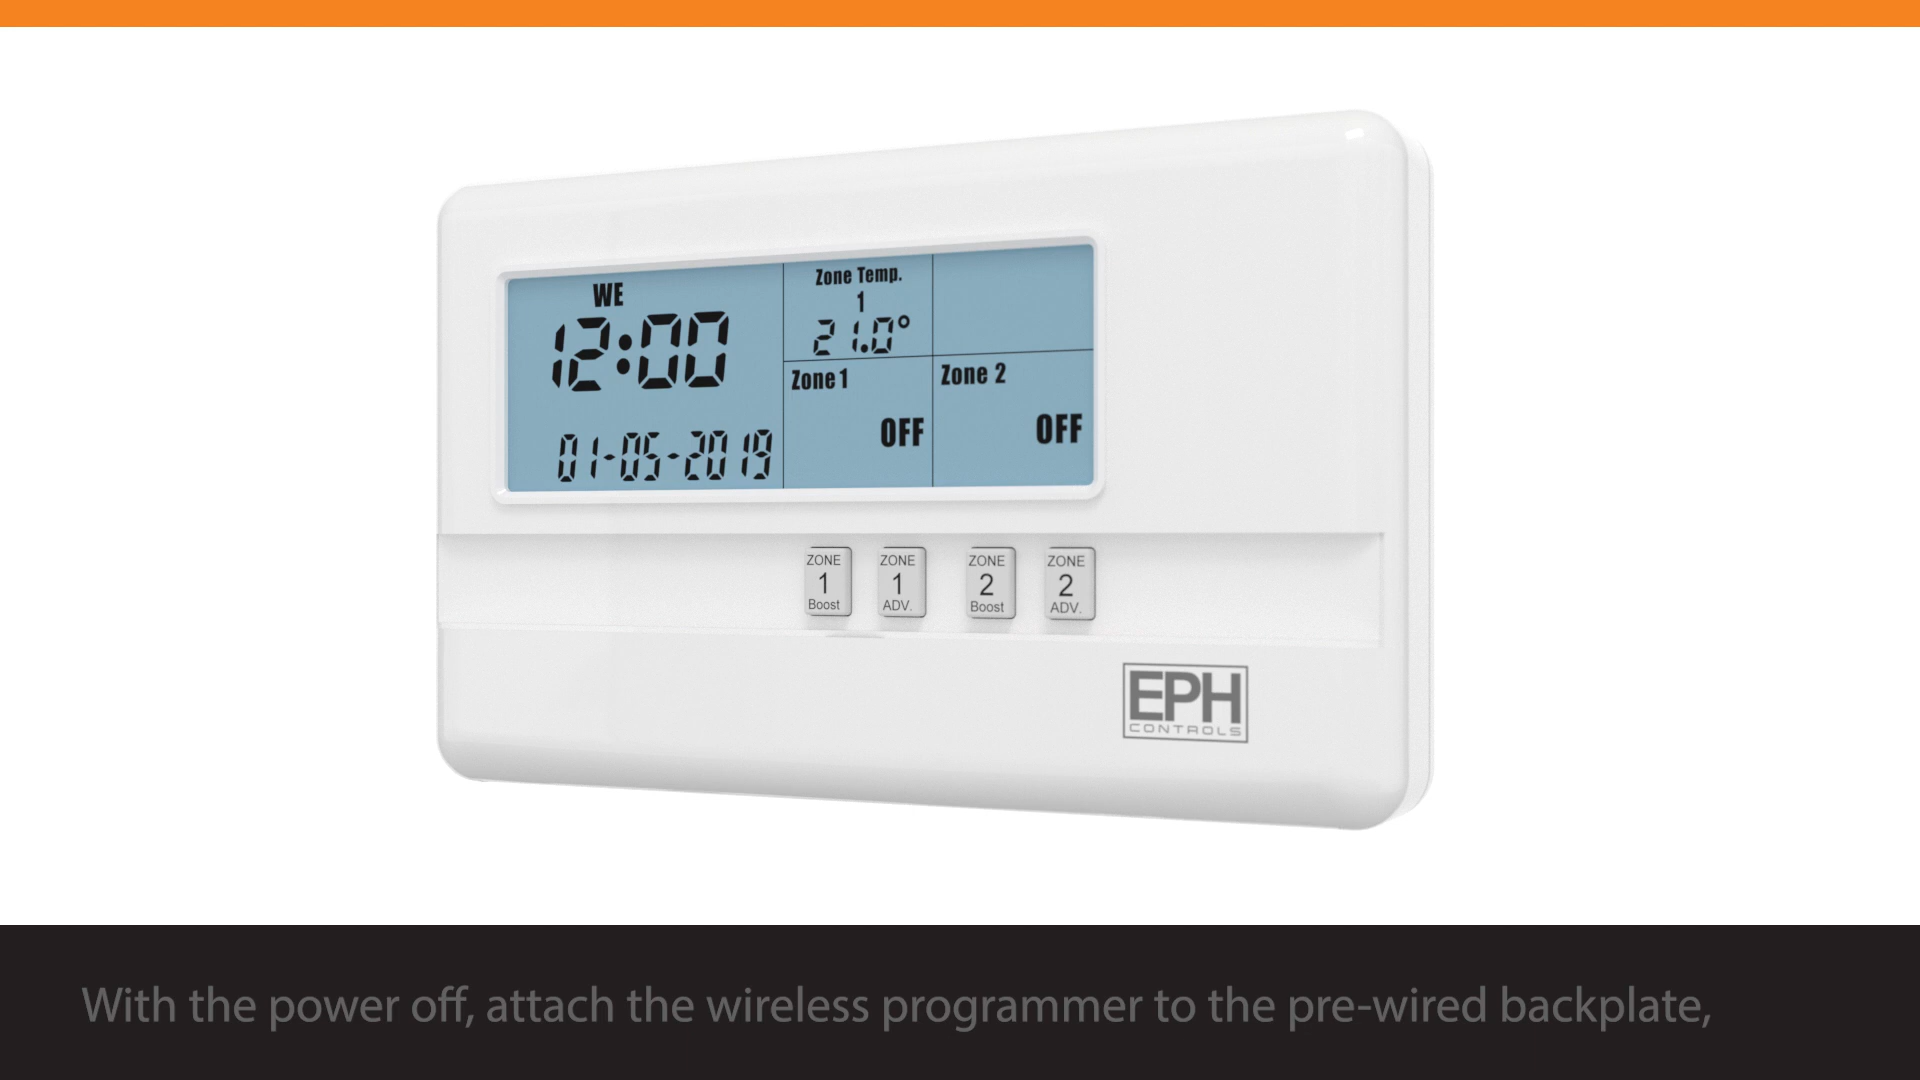 WE
12:00
01-05-2019
Zone Temp.
1
21.0°
Zone 1
OFF
Zone 2
OFF
ZONE
1
Boost
ZONE
1
ADV.
ZONE
2
Boost
ZONE
2
ADV.
EPH
CONTROLS
With the power off, attach the wireless programmer to the pre-wired backplate,